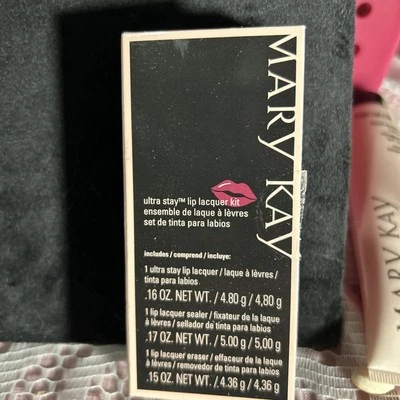 MARY KAY
ultra stay™ lip lacquer kit
ensemble de laque à lèvres
set de tinta para labios
includes / comprend / incluye:
1 ultra stay lip lacquer / laque à lèvres /
tinta para labios
.16 OZ. NET WT. / 4.80 g / 4,80 g
1 lip lacquer sealer / fixateur de la laque
à lèvres / sellador de tinta para labios
.17 OZ. NET WT. / 5.00 g / 5,00 g
1 lip lacquer eraser / effaceur de la laque
à lèvres / removedor de tinta para labios
.15 OZ. NET WT. / 4.36 g / 4,36 g
MARY KAY